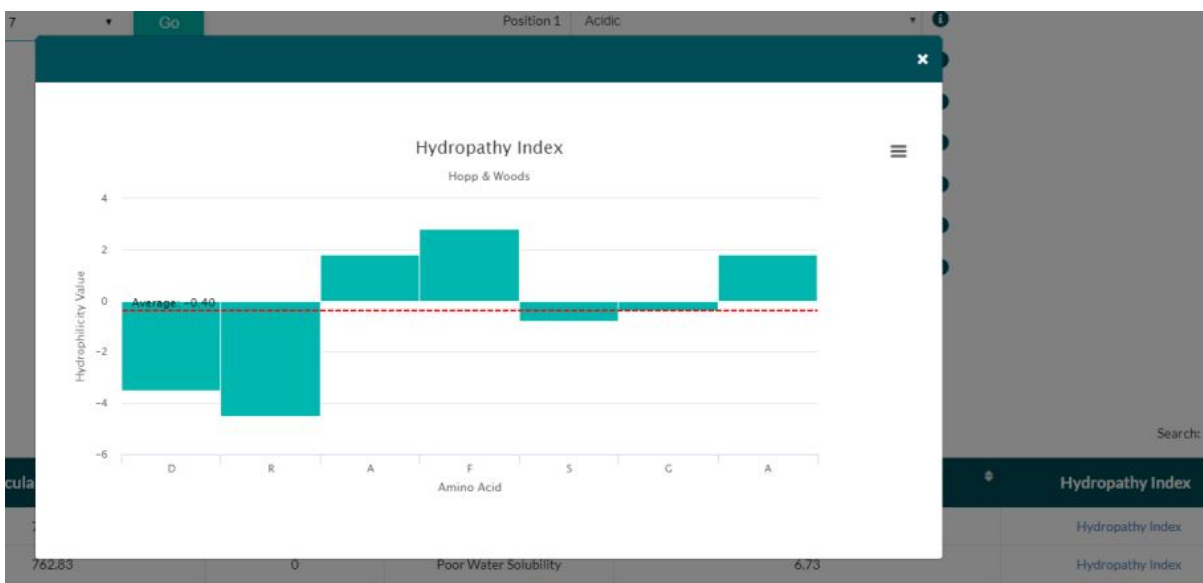 7 Go Position 1 Acidic
Hydropathy Index
Hopp & Woods
4
2
0
−2
−4
−6
Hydrophilicity Value
Average: −0.40
D R A F S G A
Amino Acid
Search:
Hydropathy Index
Hydropathy Index
762.83 0 Poor Water Solubility 6.73 Hydropathy Index